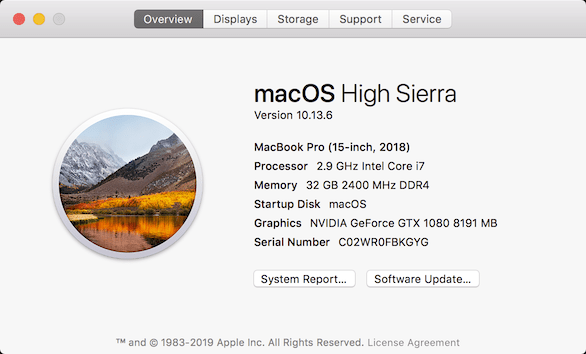 Overview Displays Storage Support Service
macOS High Sierra
Version 10.13.6
MacBook Pro (15-inch, 2018)
Processor 2.9 GHz Intel Core i7
Memory 32 GB 2400 MHz DDR4
Startup Disk macOS
Graphics NVIDIA GeForce GTX 1080 8191 MB
Serial Number C02WR0FBKGYG
System Report... Software Update...
™ and © 1983-2019 Apple Inc. All Rights Reserved. License Agreement